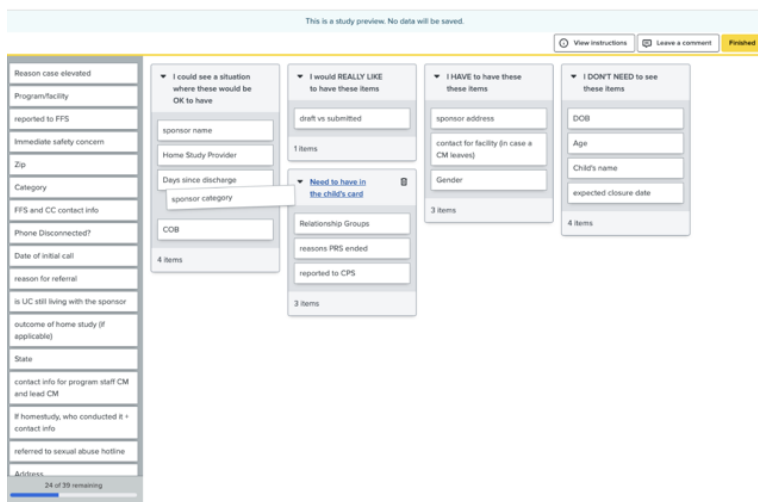 This is a study preview. No data will be saved.
View instructions
Leave a comment
Finished
Reason case elevated
Program/facility
reported to FFS
Immediate safety concern
Zip
Category
FFS and CC contact info
Phone Disconnected?
Date of initial call
reason for referral
is UC still living with the sponsor
outcome of home study (if
applicable)
State
contact info for program staff CM
and lead CM
If homestudy, who conducted it +
contact info
referred to sexual abuse hotline
Address
24 of 39 remaining
I could see a situation
where these would be
OK to have
sponsor name
Home Study Provider
Days since discharge
sponsor category
COB
4 items
I would REALLY LIKE
to have these items
draft vs submitted
1 items
Need to have in
the child's card
Relationship Groups
reasons PRS ended
reported to CPS
3 items
I HAVE to have these
these items
sponsor address
contact for facility (in case a
CM leaves)
Gender
3 items
I DON'T NEED to see
these items
DOB
Age
Child's name
expected closure date
4 items